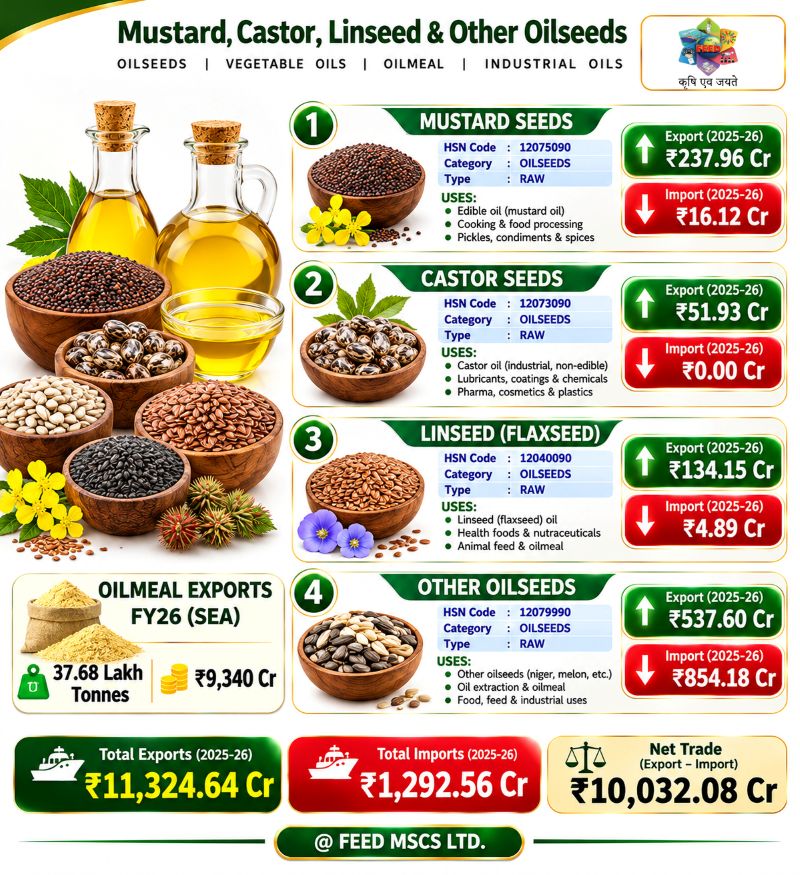 Mustard, Castor, Linseed & Other Oilseeds
OILSEEDS | VEGETABLE OILS | OILMEAL | INDUSTRIAL OILS
FEED
कृषि एव जयते
1
MUSTARD SEEDS
HSN Code : 12075090
Category : OILSEEDS
Type : RAW
USES:
Edible oil (mustard oil)
Cooking & food processing
Pickles, condiments & spices
Export (2025-26)
₹237.96 Cr
Import (2025-26)
₹16.12 Cr
2
CASTOR SEEDS
HSN Code : 12073090
Category : OILSEEDS
Type : RAW
USES:
Castor oil (industrial, non-edible)
Lubricants, coatings & chemicals
Pharma, cosmetics & plastics
Export (2025-26)
₹51.93 Cr
Import (2025-26)
₹0.00 Cr
3
LINSEED (FLAXSEED)
HSN Code : 12040090
Category : OILSEEDS
Type : RAW
USES:
Linseed (flaxseed) oil
Health foods & nutraceuticals
Animal feed & oilmeal
Export (2025-26)
₹134.15 Cr
Import (2025-26)
₹4.89 Cr
4
OTHER OILSEEDS
HSN Code : 12079990
Category : OILSEEDS
Type : RAW
USES:
Other oilseeds (niger, melon, etc.)
Oil extraction & oilmeal
Food, feed & industrial uses
Export (2025-26)
₹537.60 Cr
Import (2025-26)
₹854.18 Cr
OILMEAL EXPORTS
FY26 (SEA)
37.68 Lakh
Tonnes
₹9,340 Cr
Total Exports (2025-26)
₹11,324.64 Cr
Total Imports (2025-26)
₹1,292.56 Cr
Net Trade
(Export – Import)
₹10,032.08 Cr
@ FEED MSCS LTD.